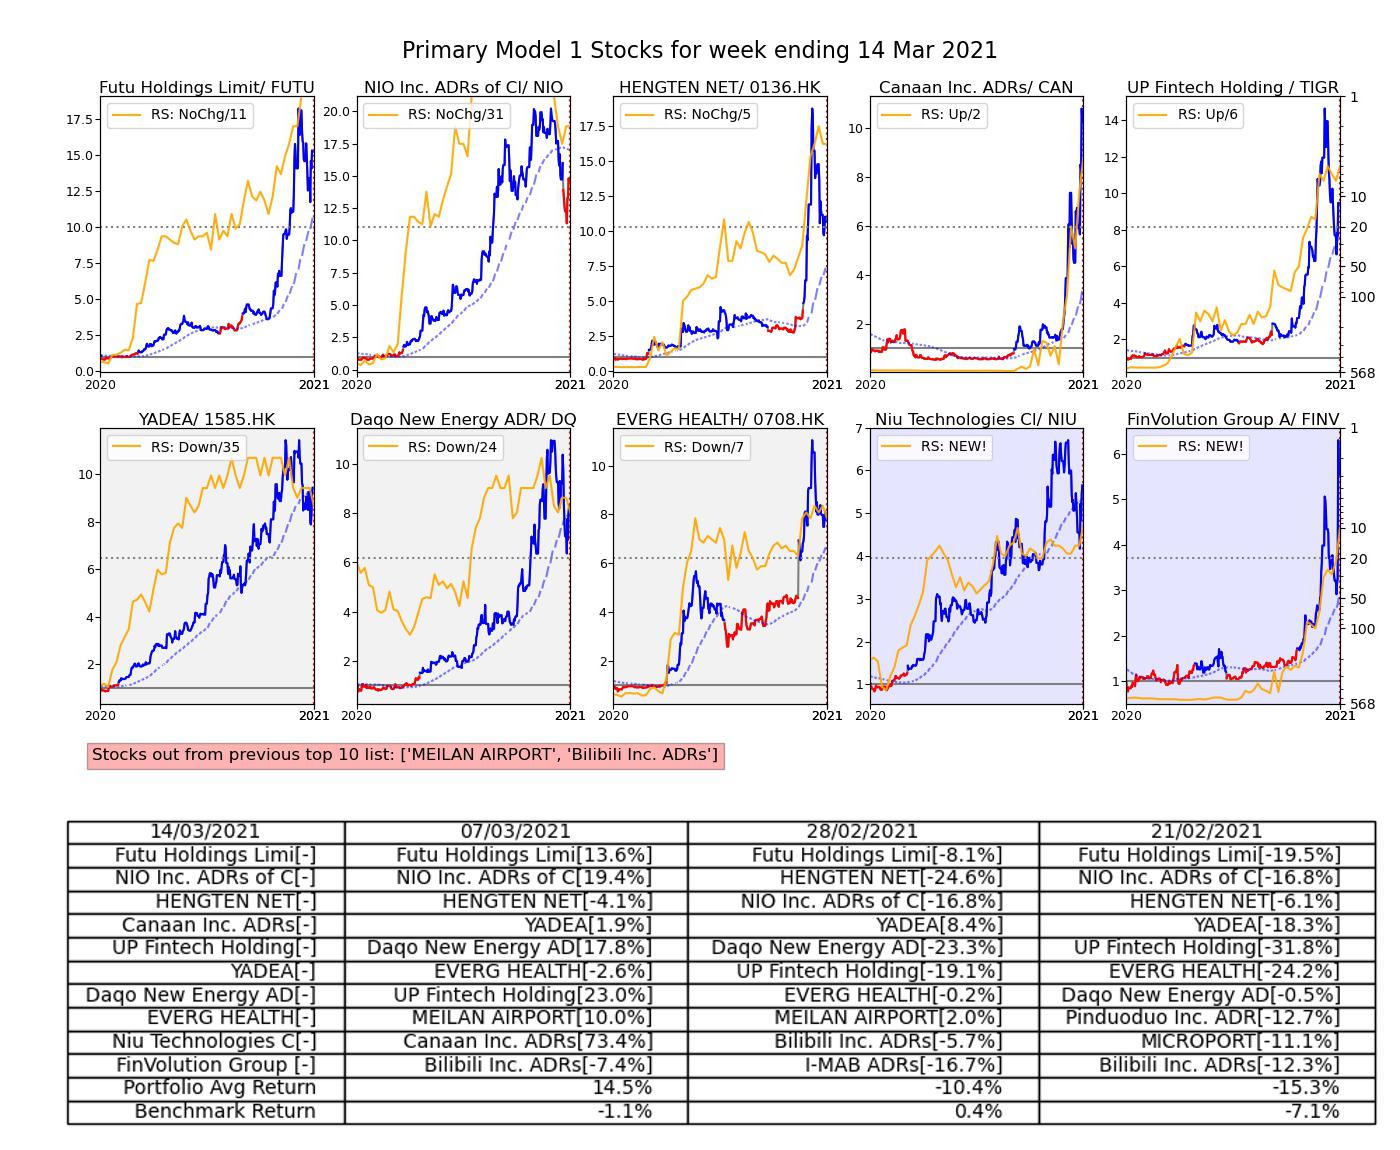 Primary Model 1 Stocks for week ending 14 Mar 2021
Futu Holdings Limit/ FUTU
NIO Inc. ADRs of Cl/ NIO
HENGTEN NET/ 0136.HK
Canaan Inc. ADRs/ CAN
UP Fintech Holding / TIGR
RS: NoChg/11
RS: NoChg/31
RS: NoChg/5
RS: Up/2
RS: Up/6
17.5
15.0
12.5
10.0
7.5
5.0
2.5
0.0
2020
2021
20.0
17.5
15.0
12.5
10.0
7.5
5.0
2.5
0.0
2020
2021
17.5
15.0
12.5
10.0
7.5
5.0
2.5
0.0
2020
2021
10
8
6
4
2
2020
2021
14
12
10
8
6
4
2
2020
2021
1
10
20
50
100
568
YADEA/ 1585.HK
Daqo New Energy ADR/ DQ
EVERG HEALTH/ 0708.HK
Niu Technologies Cl/ NIU
FinVolution Group A/ FINV
RS: Down/35
RS: Down/24
RS: Down/7
RS: NEW!
RS: NEW!
10
8
6
4
2
2020
2021
10
8
6
4
2
2020
2021
10
8
6
4
2
2020
2021
7
6
5
4
3
2
1
2020
2021
6
5
4
3
2
1
2020
2021
1
10
20
50
100
568
Stocks out from previous top 10 list: ['MEILAN AIRPORT', 'Bilibili Inc. ADRs']
14/03/2021 07/03/2021 28/02/2021 21/02/2021
Futu Holdings Limi[-] Futu Holdings Limi[13.6%] Futu Holdings Limi[-8.1%] Futu Holdings Limi[-19.5%]
NIO Inc. ADRs of C[-] NIO Inc. ADRs of C[19.4%] HENGTEN NET[-24.6%] NIO Inc. ADRs of C[-16.8%]
HENGTEN NET[-] HENGTEN NET[-4.1%] NIO Inc. ADRs of C[-16.8%] HENGTEN NET[-6.1%]
Canaan Inc. ADRs[-] YADEA[1.9%] YADEA[8.4%] YADEA[-18.3%]
UP Fintech Holding[-] Daqo New Energy AD[17.8%] Daqo New Energy AD[-23.3%] UP Fintech Holding[-31.8%]
YADEA[-] EVERG HEALTH[-2.6%] UP Fintech Holding[-19.1%] EVERG HEALTH[-24.2%]
Daqo New Energy AD[-] UP Fintech Holding[23.0%] EVERG HEALTH[-0.2%] Daqo New Energy AD[-0.5%]
EVERG HEALTH[-] MEILAN AIRPORT[10.0%] MEILAN AIRPORT[2.0%] Pinduoduo Inc. ADR[-12.7%]
Niu Technologies C[-] Canaan Inc. ADRs[73.4%] Bilibili Inc. ADRs[-5.7%] MICROPORT[-11.1%]
FinVolution Group [-] Bilibili Inc. ADRs[-7.4%] I-MAB ADRs[-16.7%] Bilibili Inc. ADRs[-12.3%]
Portfolio Avg Return 14.5% -10.4% -15.3%
Benchmark Return -1.1% 0.4% -7.1%